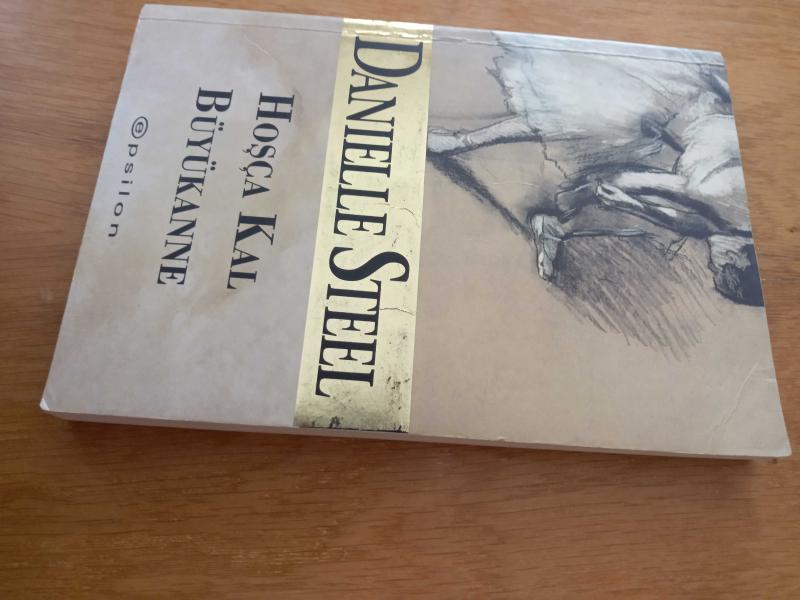 DANIELLE STEEL
HOŞÇA KAL
BÜYÜKANNE
epsilon